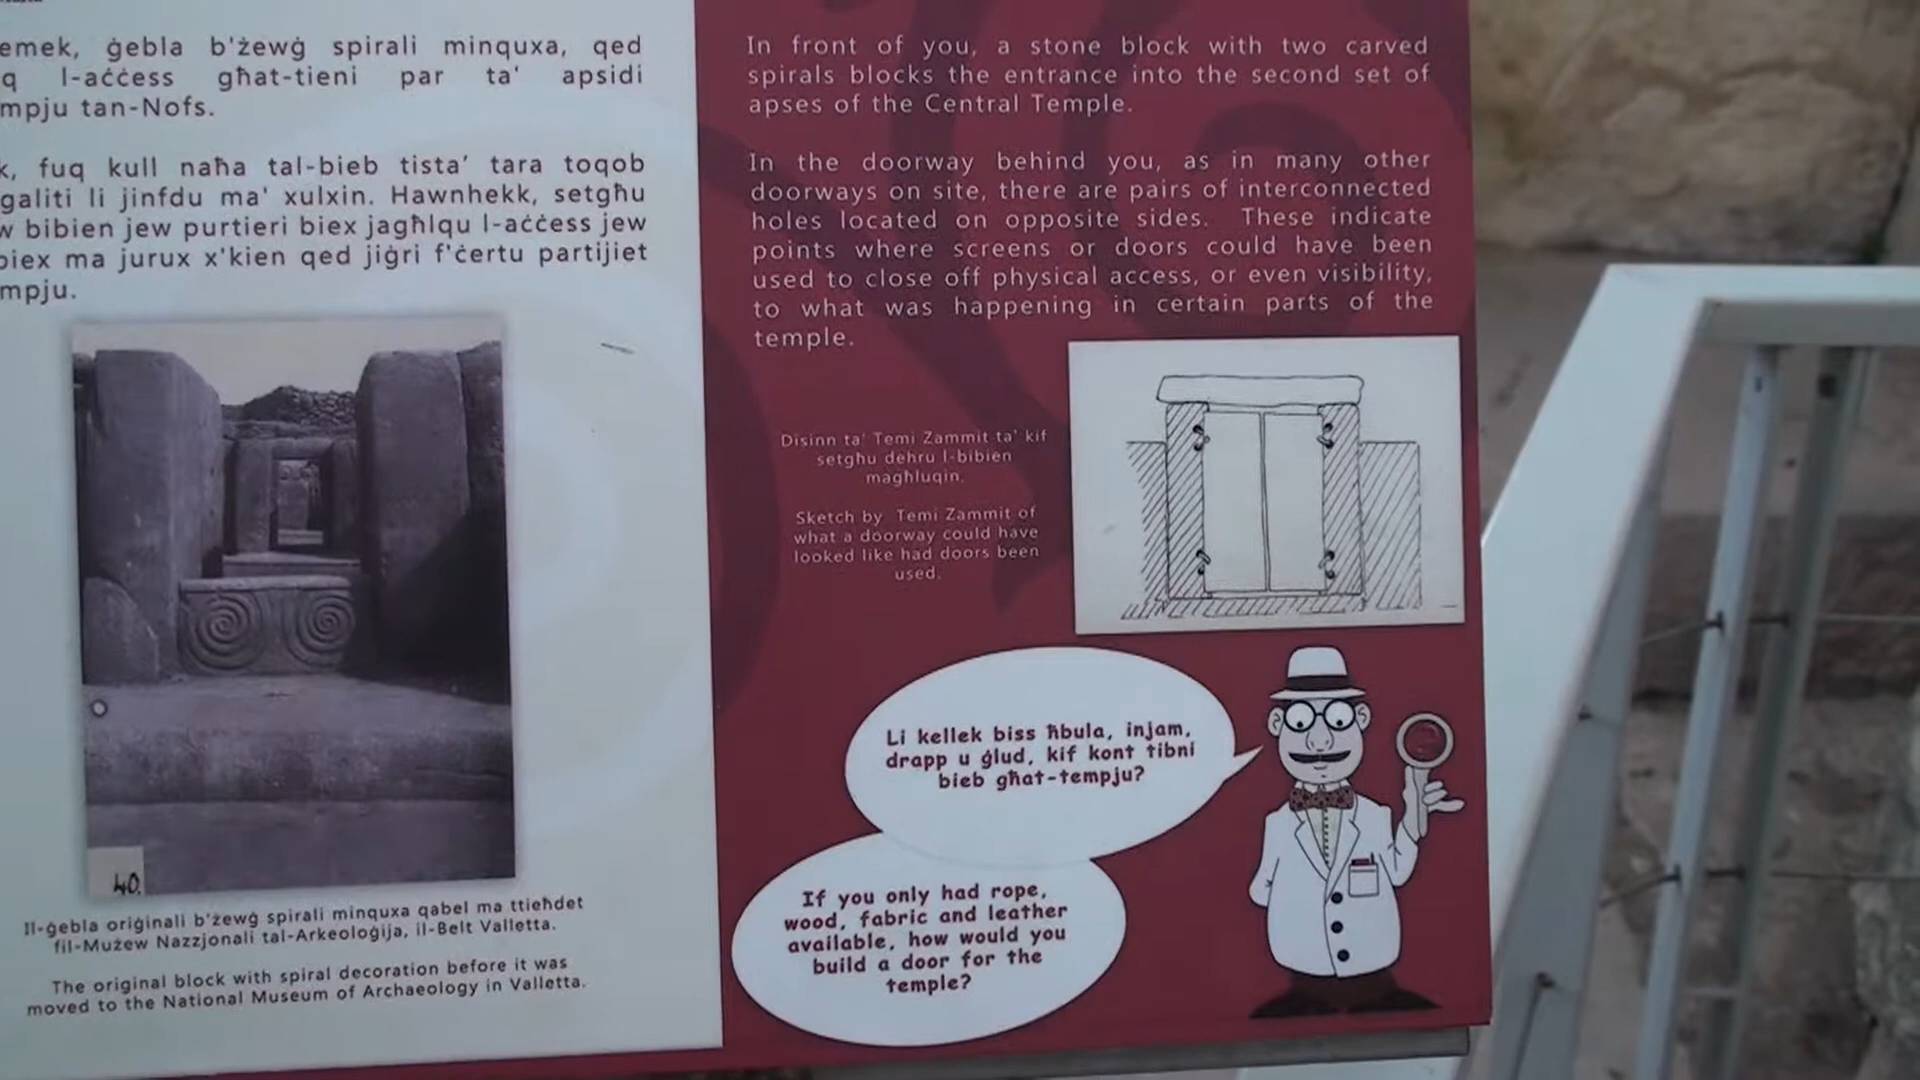 emek, ġebla b'żewġ spirali minquxa, qed
q l-aċċess għat-tieni par ta' apsidi
mpju tan-Nofs.
k, fuq kull naħa tal-bieb tista' tara toqob
galiti li jinfdu ma' xulxin. Hawnhekk, setgħu
w bibien jew purtieri biex jagħlqu l-aċċess jew
biex ma jurux x'kien qed jiġri f'ċertu partijiet
mpju.
40.
Il-ġebla oriġinali b'żewġ spirali minquxa qabel ma ttieħdet
fil-Mużew Nazzjonali tal-Arkeoloġija, il-Belt Valletta.
The original block with spiral decoration before it was
moved to the National Museum of Archaeology in Valletta.
In front of you, a stone block with two carved
spirals blocks the entrance into the second set of
apses of the Central Temple.
In the doorway behind you, as in many other
doorways on site, there are pairs of interconnected
holes located on opposite sides. These indicate
points where screens or doors could have been
used to close off physical access, or even visibility,
to what was happening in certain parts of the
temple.
Disinn ta' Temi Zammit ta' kif
setgħu dehru l-bibien
magħluqin.
Sketch by Temi Zammit of
what a doorway could have
looked like had doors been
used.
Li kellek biss ħbula, injam,
drapp u ġlud, kif kont tibni
bieb għat-tempju?
If you only had rope,
wood, fabric and leather
available, how would you
build a door for the
temple?